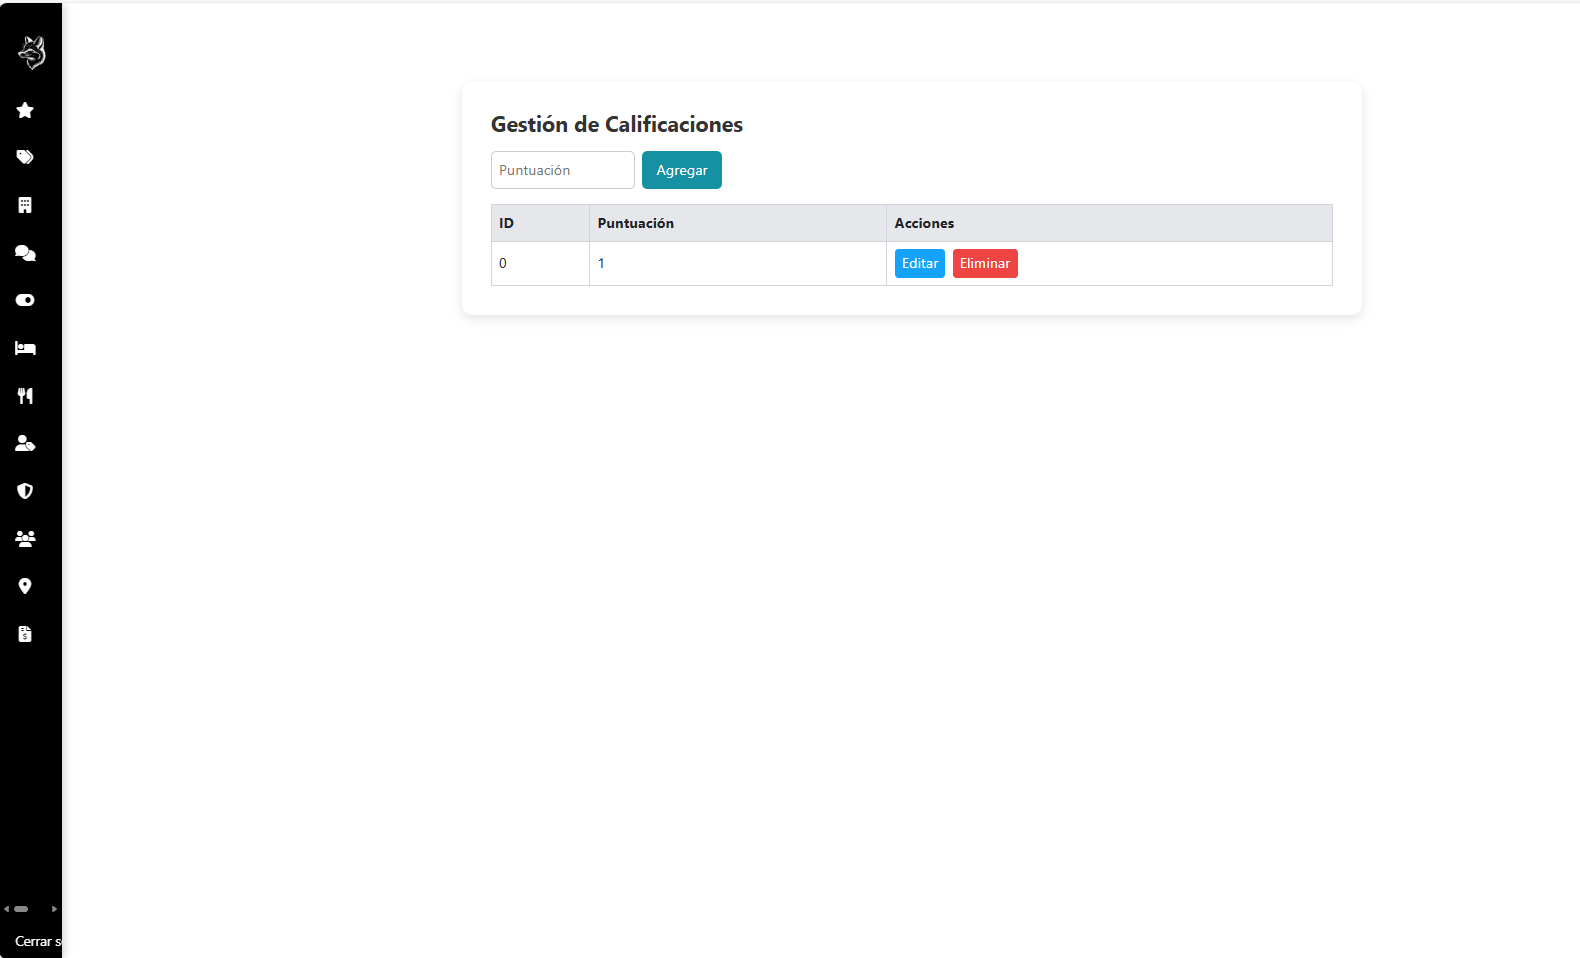 Gestión de Calificaciones
Puntuación Agregar
ID Puntuación Acciones
0 1 Editar Eliminar
Cerrar s